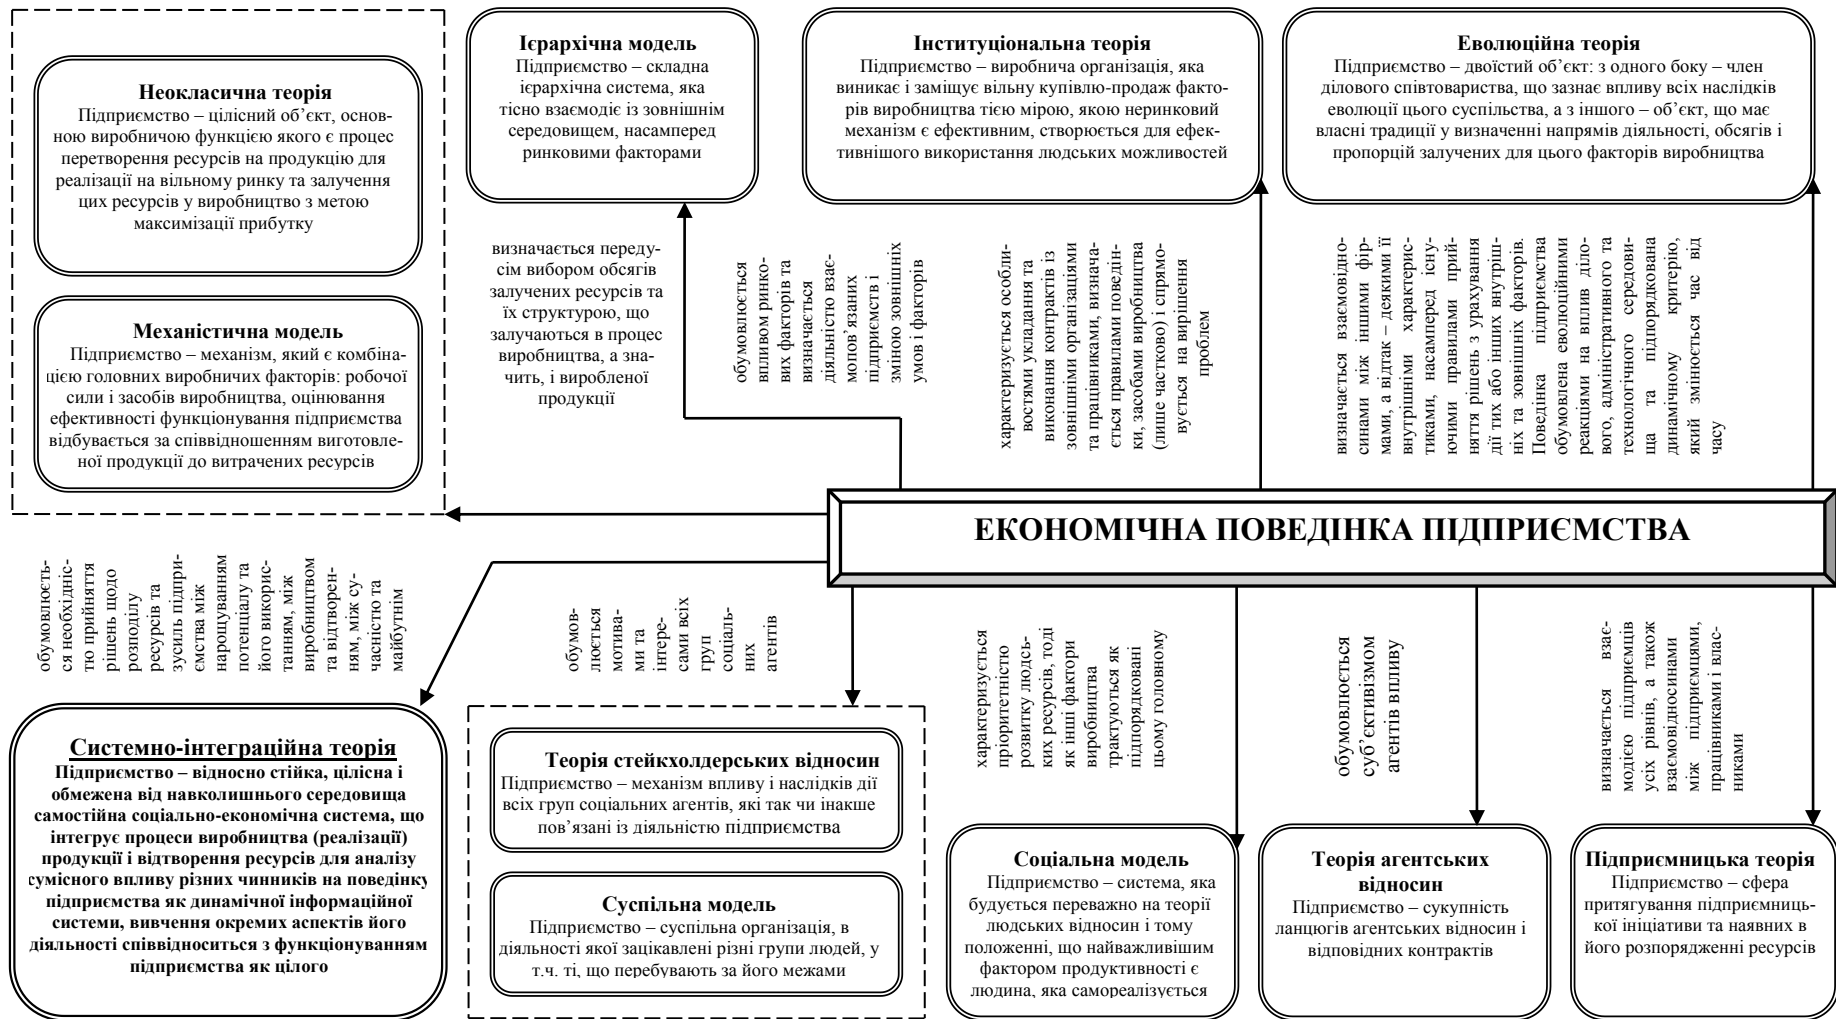 Неокласична теорія
Підприємство – цілісний об’єкт, основ-
ною виробничою функцією якого є процес
перетворення ресурсів на продукцію для
реалізації на вільному ринку та залучення
цих ресурсів у виробництво з метою
максимізації прибутку
Механістична модель
Підприємство – механізм, який є комбіна-
цією головних виробничих факторів: робочої
сили і засобів виробництва, оцінювання
ефективності функціонування підприємства
відбувається за співвідношенням виготовле-
ної продукції до витрачених ресурсів
Ієрархічна модель
Підприємство – складна
ієрархічна система, яка
тісно взаємодіє із зовнішнім
середовищем, насамперед
ринковими факторами
Інституціональна теорія
Підприємство – виробнича організація, яка
виникає і заміщує вільну купівлю-продаж факто-
рів виробництва тією мірою, якою неринковий
механізм є ефективним, створюється для ефек-
тивнішого використання людських можливостей
Еволюційна теорія
Підприємство – двоїстий об’єкт: з одного боку – член
ділового співтовариства, що зазнає впливу всіх наслідків
еволюції цього суспільства, а з іншого – об’єкт, що має
власні традиції у визначенні напрямів діяльності, обсягів і
пропорцій залучених для цього факторів виробництва
визначається переду-
сім вибором обсягів
залучених ресурсів та
їх структурою, що
залучаються в процес
виробництва, а зна-
чить, і виробленої
продукції
обумовлюється
впливом ринко-
вих факторів та
визначається
діяльністю взає-
мопов’язаних
підприємств і
зміною зовнішніх
умов і факторів
характеризується особли-
востями укладання та
виконання контрактів із
зовнішніми організаціями
та працівниками, визнача-
ється правилами поведін-
ки, засобами виробництва
(лише частково) і спрямо-
вується на вирішення
проблем
визначається взаємовідно-
синами між іншими фір-
мами, а відтак – деякими її
внутрішніми характерис-
тиками, насамперед існу-
ючими правилами прий-
няття рішень з урахування
дії тих або інших внутріш-
ніх та зовнішніх факторів.
Поведінка підприємства
обумовлена еволюційними
реакціями на вплив діло-
вого, адміністративного та
технологічного середови-
ща та підпорядкована
динамічному критерію,
який змінюється час від
часу
ЕКОНОМІЧНА ПОВЕДІНКА ПІДПРИЄМСТВА
обумовлюєть-
ся необхідніс-
тю прийняття
рішень щодо
розподілу
ресурсів та
зусиль підпри-
ємства між
нарощуванням
потенціалу та
його викорис-
танням, між
виробництвом
та відтворен-
ням, між су-
часністю та
майбутнім
обумов-
люється
мотива-
ми та
інтере-
сами всіх
груп
соціаль-
них
агентів
характеризується
пріоритетністю
розвитку людсь-
ких ресурсів, тоді
як інші фактори
виробництва
трактуються як
підпорядковані
цьому головному
обумовлюється
суб’єктивізмом
агентів впливу
визначається взає-
модією підприємців
усіх рівнів, а також
взаємовідносинами
між підприємцями,
працівниками і влас-
никами
Системно-інтеграційна теорія
Підприємство – відносно стійка, цілісна і
обмежена від навколишнього середовища
самостійна соціально-економічна система, що
інтегрує процеси виробництва (реалізації)
продукції і відтворення ресурсів для аналізу
сумісного впливу різних чинників на поведінку
підприємства як динамічної інформаційної
системи, вивчення окремих аспектів його
діяльності співвідноситься з функціонуванням
підприємства як цілого
Теорія стейкхолдерських відносин
Підприємство – механізм впливу і наслідків дії
всіх груп соціальних агентів, які так чи інакше
пов’язані із діяльністю підприємства
Суспільна модель
Підприємство – суспільна організація, в
діяльності якої зацікавлені різні групи людей, у
т.ч. ті, що перебувають за його межами
Соціальна модель
Підприємство – система, яка
будується переважно на теорії
людських відносин і тому
положенні, що найважливішим
фактором продуктивності є
людина, яка самореалізується
Теорія агентських
відносин
Підприємство – сукупність
ланцюгів агентських відносин і
відповідних контрактів
Підприємницька теорія
Підприємство – сфера
притягування підприємниць-
кої ініціативи та наявних в
його розпорядженні ресурсів